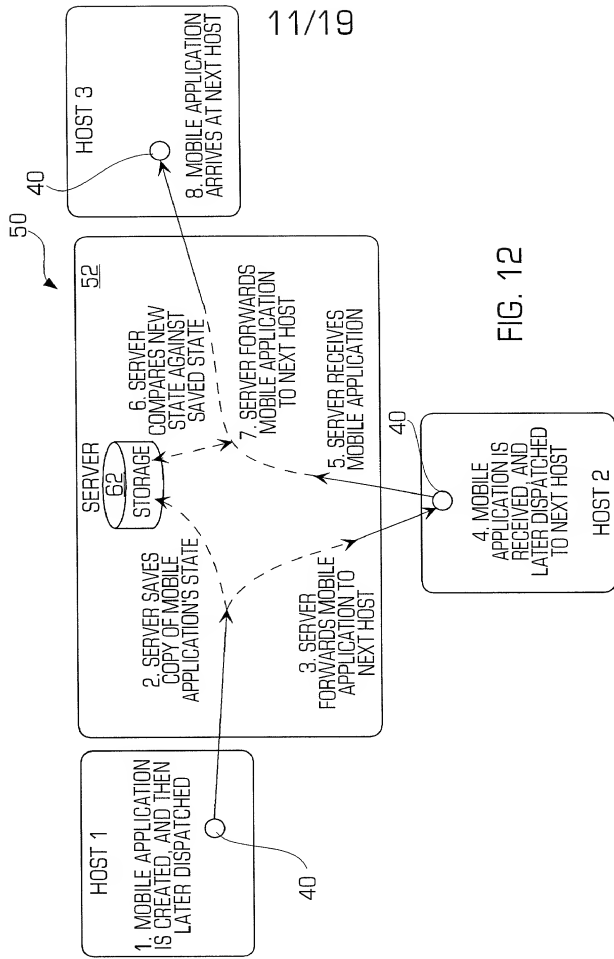 11/19
50
HOST 1
1. MOBILE APPLICATION
IS CREATED, AND THEN
LATER DISPATCHED
40
SERVER
62
STORAGE
52
2. SERVER SAVES
COPY OF MOBILE
APPLICATION'S STATE
3. SERVER
FORWARDS MOBILE
APPLICATION TO
NEXT HOST
40
4. MOBILE
APPLICATION IS
RECEIVED, AND
LATER DISPATCHED
TO NEXT HOST
HOST 2
5. SERVER RECEIVES
MOBILE APPLICATION
6. SERVER
COMPARES NEW
STATE AGAINST
SAVED STATE
7. SERVER FORWARDS
MOBILE APPLICATION
TO NEXT HOST
HOST 3
40
8. MOBILE APPLICATION
ARRIVES AT NEXT HOST
FIG. 12